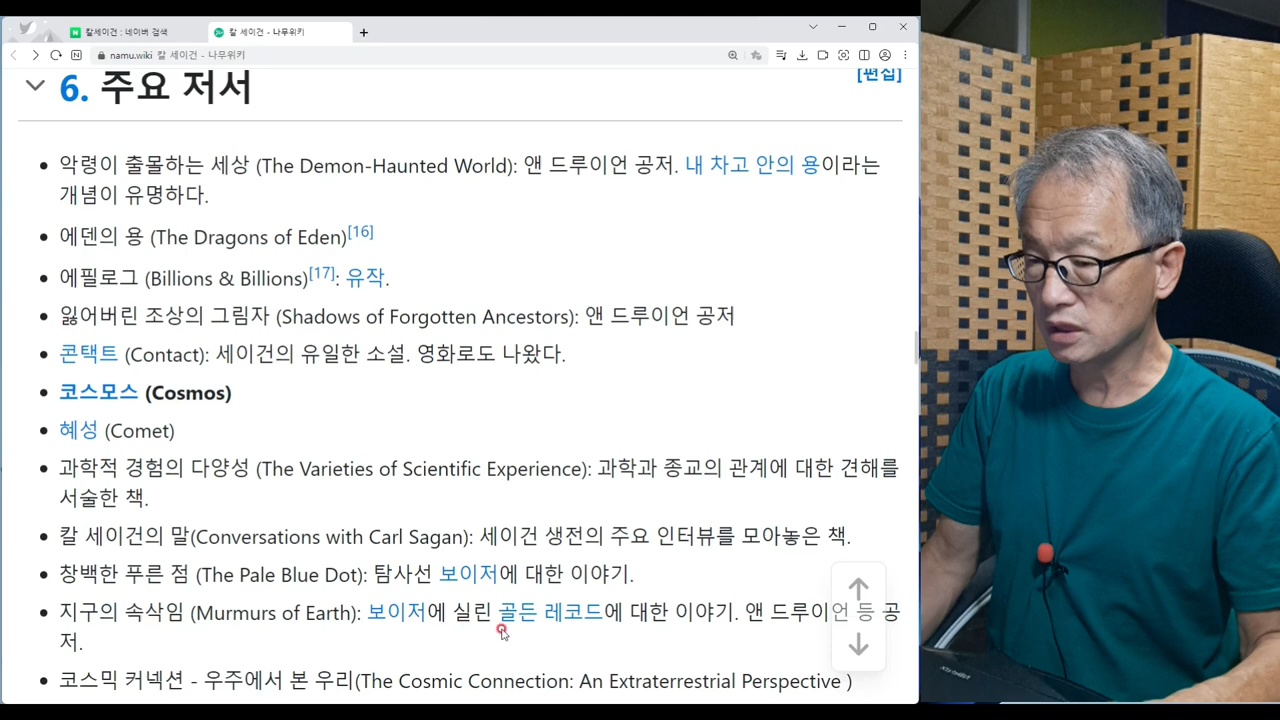 칼세이건 : 네이버 검색
칼 세이건 - 나무위키
namu.wiki 칼 세이건 - 나무위키
6. 주요 저서
[편집]
악령이 출몰하는 세상 (The Demon-Haunted World): 앤 드루이언 공저. 내 차고 안의 용이라는
개념이 유명하다.
에덴의 용 (The Dragons of Eden)[16]
에필로그 (Billions & Billions)[17]: 유작.
잃어버린 조상의 그림자 (Shadows of Forgotten Ancestors): 앤 드루이언 공저
콘택트 (Contact): 세이건의 유일한 소설. 영화로도 나왔다.
코스모스 (Cosmos)
혜성 (Comet)
과학적 경험의 다양성 (The Varieties of Scientific Experience): 과학과 종교의 관계에 대한 견해를
서술한 책.
칼 세이건의 말(Conversations with Carl Sagan): 세이건 생전의 주요 인터뷰를 모아놓은 책.
창백한 푸른 점 (The Pale Blue Dot): 탐사선 보이저에 대한 이야기.
지구의 속삭임 (Murmurs of Earth): 보이저에 실린 골든 레코드에 대한 이야기. 앤 드루이언 등 공
저.
코스믹 커넥션 - 우주에서 본 우리(The Cosmic Connection: An Extraterrestrial Perspective )